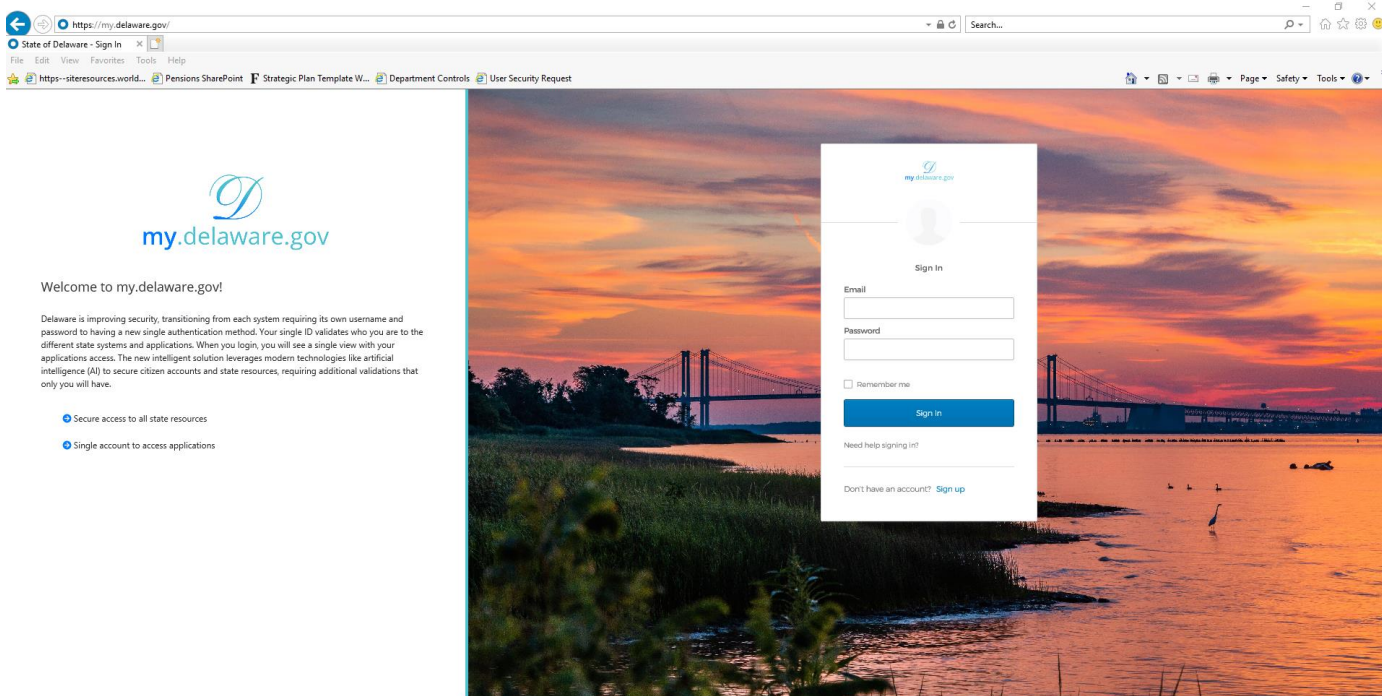 https://my.delaware.gov/
Search...
State of Delaware - Sign In
File Edit View Favorites Tools Help
https--siteresources.world... Pensions SharePoint F Strategic Plan Template W... Department Controls User Security Request
Page Safety Tools
D
my.delaware.gov
Welcome to my.delaware.gov!
Delaware is improving security, transitioning from each system requiring its own username and
password to having a new single authentication method. Your single ID validates who you are to the
different state systems and applications. When you login, you will see a single view with your
applications access. The new intelligent solution leverages modern technologies like artificial
intelligence (AI) to secure citizen accounts and state resources, requiring additional validations that
only you will have.
Secure access to all state resources
Single account to access applications
D
my.delaware.gov
Sign In
Email
Password
Remember me
Sign In
Need help signing in?
Don't have an account? Sign up